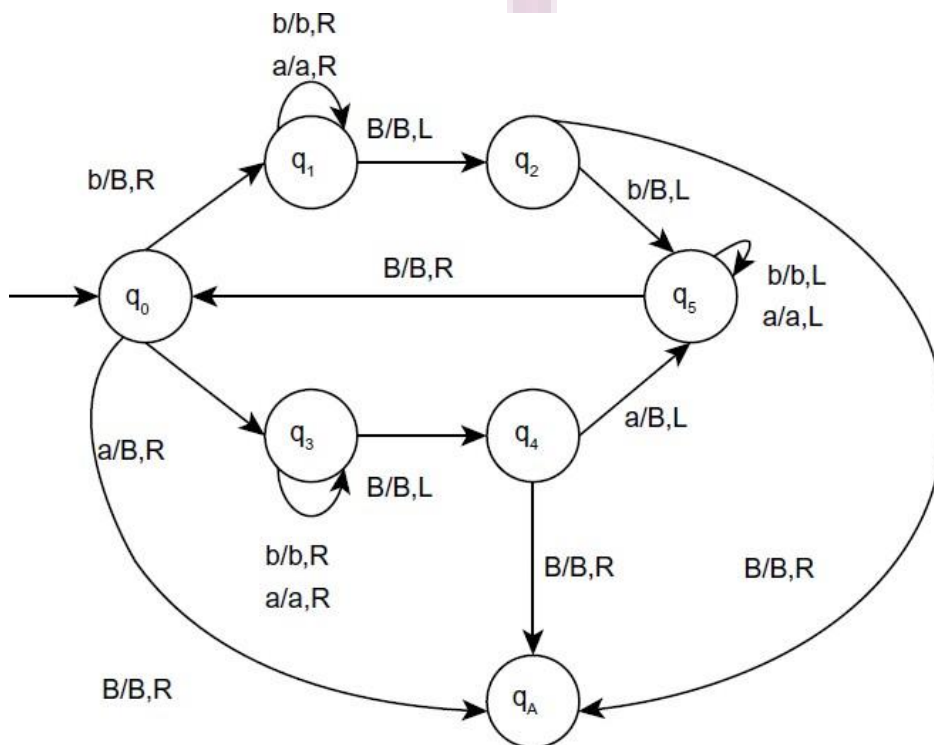 b/b,R
a/a,R
B/B,L
q1
q2
b/B,R
b/B,L
B/B,R
q0
q5
b/b,L
a/a,L
q3
q4
a/B,R
a/B,L
B/B,L
b/b,R
a/a,R
B/B,R
B/B,R
B/B,R
qA